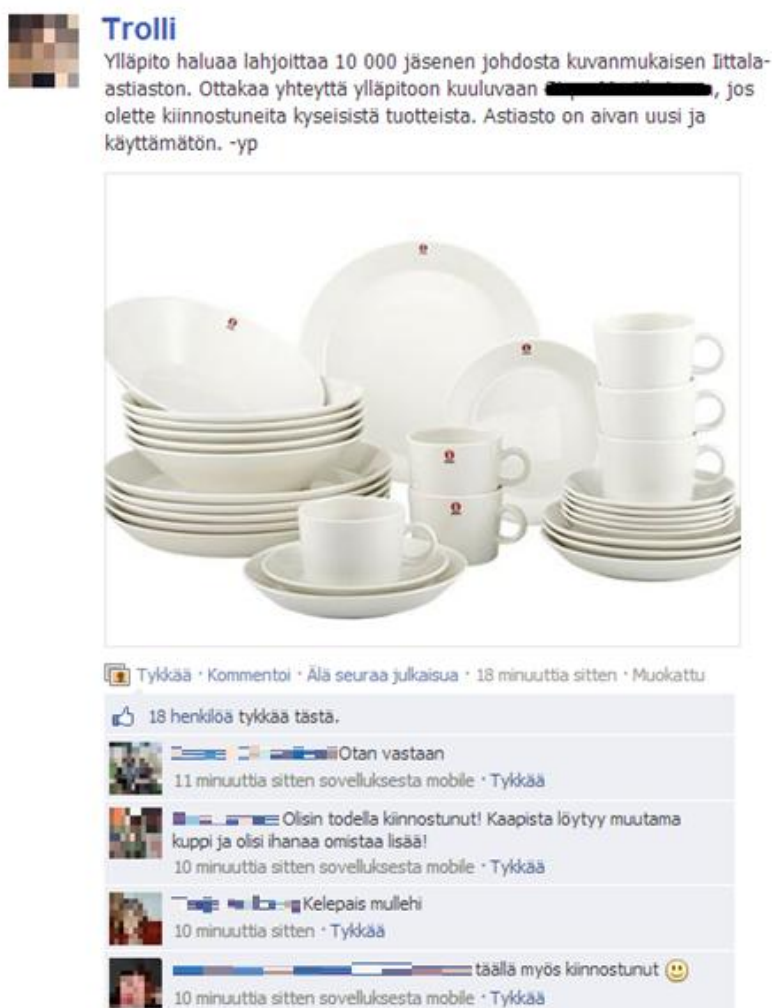 Trolli
Ylläpito haluaa lahjoittaa 10 000 jäsenen johdosta kuvanmukaisen Iittala-
astiaston. Ottakaa yhteyttä ylläpitoon kuuluvaan , jos
olette kiinnostuneita kyseisistä tuotteista. Astiasto on aivan uusi ja
käyttämätön. -yp
Tykkää · Kommentoi · Älä seuraa julkaisua · 18 minuuttia sitten · Muokattu
18 henkilöä tykkää tästä.
Otan vastaan
11 minuuttia sitten sovelluksesta mobile · Tykkää
Olisin todella kiinnostunut! Kaapista löytyy muutama
kuppi ja olisi ihanaa omistaa lisää!
10 minuuttia sitten sovelluksesta mobile · Tykkää
Kelepais mullehi
10 minuuttia sitten · Tykkää
täällä myös kiinnostunut
10 minuuttia sitten sovelluksesta mobile · Tykkää